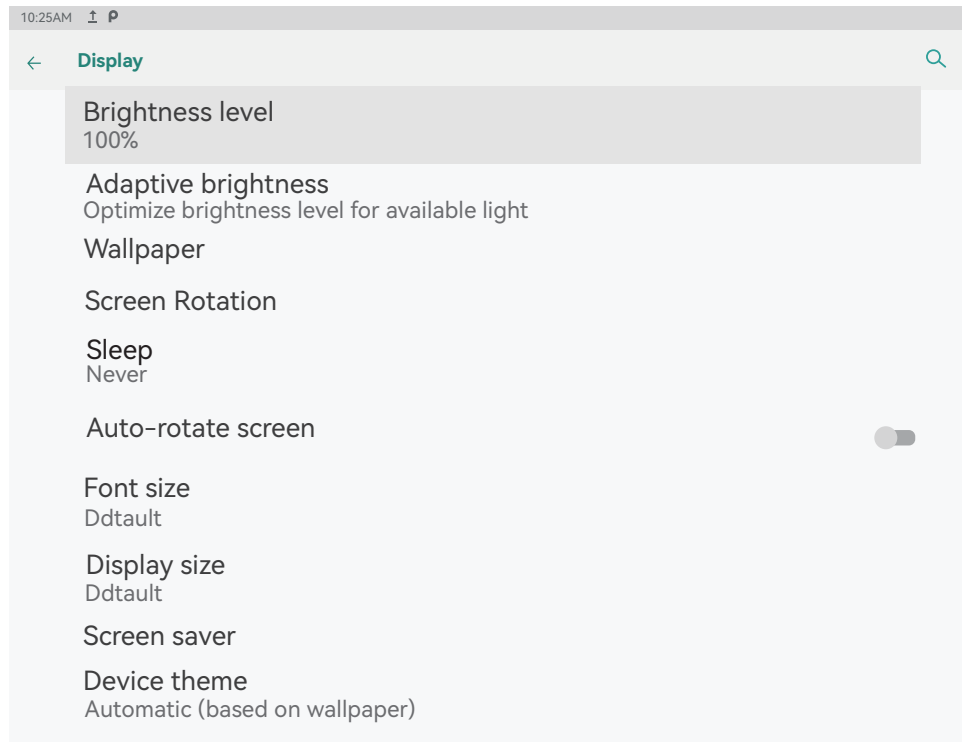 10:25AM
Display
Brightness level
100%
Adaptive brightness
Optimize brightness level for available light
Wallpaper
Screen Rotation
Sleep
Never
Auto-rotate screen
Font size
Ddtault
Display size
Ddtault
Screen saver
Device theme
Automatic (based on wallpaper)